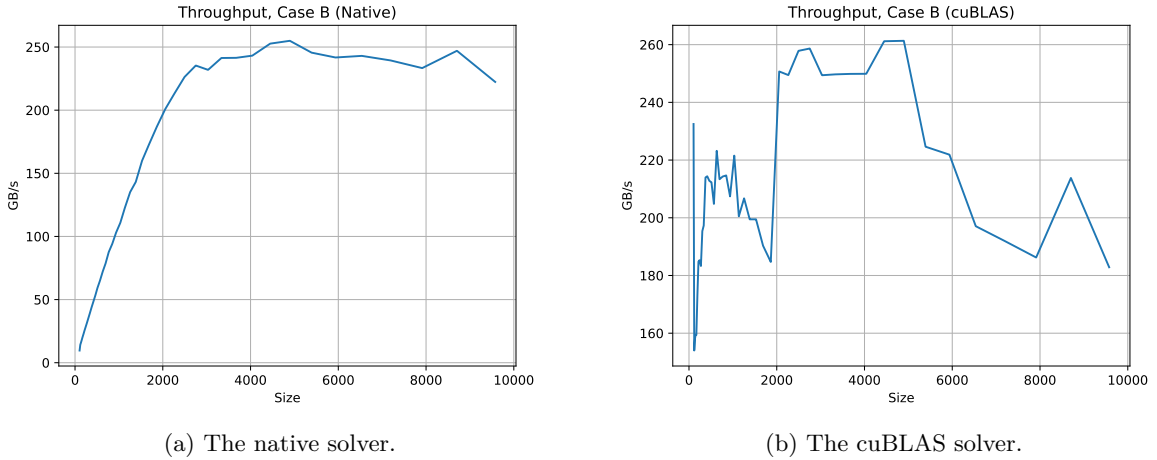 Throughput, Case B (Native)
GB/s
250
200
150
100
50
0
0 2000 4000 6000 8000 10000
Size
(a) The native solver.
Throughput, Case B (cuBLAS)
GB/s
260
240
220
200
180
160
0 2000 4000 6000 8000 10000
Size
(b) The cuBLAS solver.